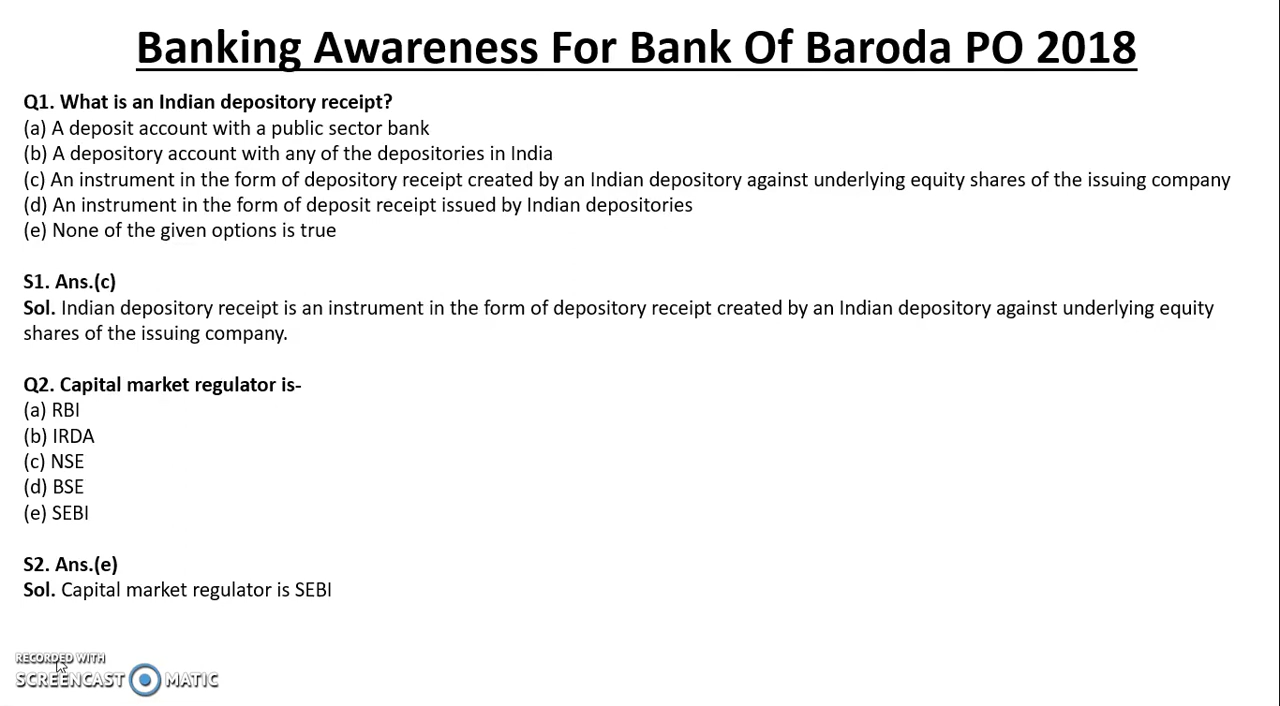 Banking Awareness For Bank Of Baroda PO 2018
Q1. What is an Indian depository receipt?
(a) A deposit account with a public sector bank
(b) A depository account with any of the depositories in India
(c) An instrument in the form of depository receipt created by an Indian depository against underlying equity shares of the issuing company
(d) An instrument in the form of deposit receipt issued by Indian depositories
(e) None of the given options is true
S1. Ans.(c)
Sol. Indian depository receipt is an instrument in the form of depository receipt created by an Indian depository against underlying equity
shares of the issuing company.
Q2. Capital market regulator is-
(a) RBI
(b) IRDA
(c) NSE
(d) BSE
(e) SEBI
S2. Ans.(e)
Sol. Capital market regulator is SEBI
RECORDED WITH
SCREENCAST MATIC